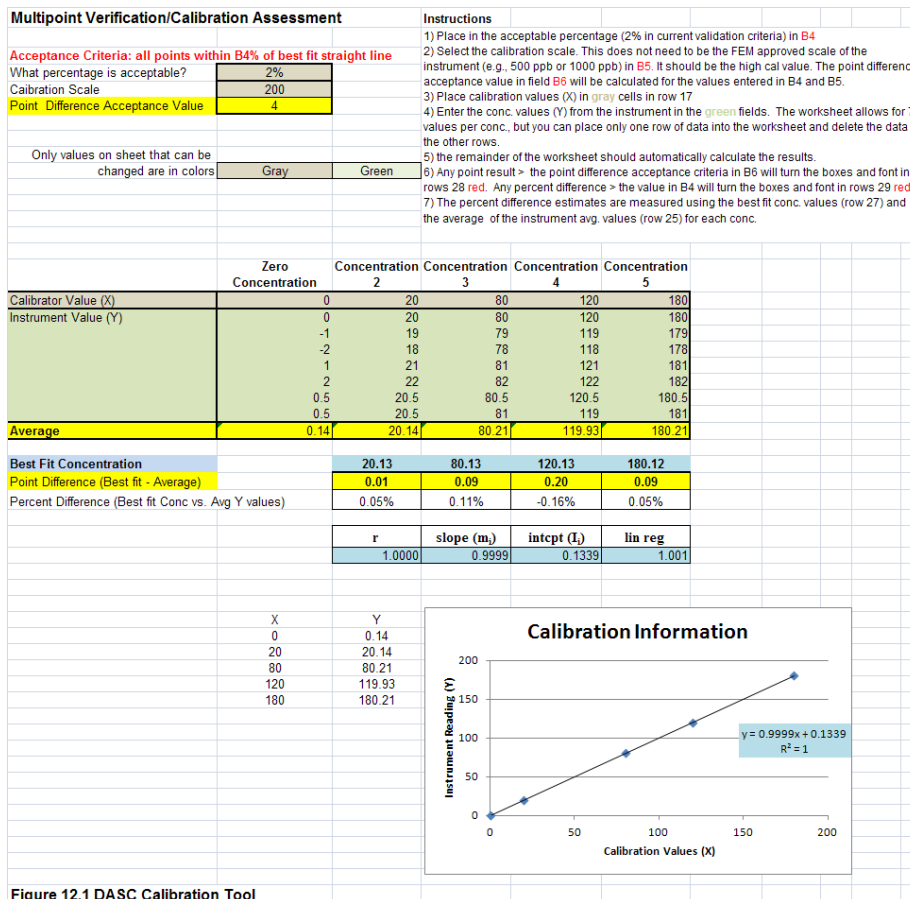 Multipoint Verification/Calibration Assessment
Instructions
1) Place in the acceptable percentage (2% in current validation criteria) in B4
Acceptance Criteria: all points within B4% of best fit straight line
2) Select the calibration scale. This does not need to be the FEM approved scale of the
What percentage is acceptable? 2%
instrument (e.g., 500 ppb or 1000 ppb) in B5. It should be the high cal value. The point differenc
Caibration Scale 200
acceptance value in field B6 will be calculated for the values entered in B4 and B5.
Point Difference Acceptance Value 4
3) Place calibration values (X) in gray cells in row 17
4) Enter the conc. values (Y) from the instrument in the green fields. The worksheet allows for
values per conc., but you can place only one row of data into the worksheet and delete the data
the other rows.
Only values on sheet that can be
5) the remainder of the worksheet should automatically calculate the results.
changed are in colors Gray Green
6) Any point result > the point difference acceptance criteria in B6 will turn the boxes and font in
rows 28 red. Any percent difference > the value in B4 will turn the boxes and font in rows 29 red
7) The percent difference estimates are measured using the best fit conc. values (row 27) and
the average of the instrument avg. values (row 25) for each conc.
Zero Concentration Concentration Concentration Concentration
Concentration 2 3 4 5
Calibrator Value (X) 0 20 80 120 180
Instrument Value (Y) 0 20 80 120 180
-1 19 79 119 179
-2 18 78 118 178
1 21 81 121 181
2 22 82 122 182
0.5 20.5 80.5 120.5 180.5
0.5 20.5 81 119 181
Average 0.14 20.14 80.21 119.93 180.21
Best Fit Concentration 20.13 80.13 120.13 180.12
Point Difference (Best fit - Average) 0.01 0.09 0.20 0.09
Percent Difference (Best fit Conc vs. Avg Y values) 0.05% 0.11% -0.16% 0.05%
r slope (mi) intcpt (Ii) lin reg
1.0000 0.9999 0.1339 1.001
X Y
0 0.14
20 20.14
80 80.21
120 119.93
180 180.21
Calibration Information
Instrument Reading (Y)
200
150
100
50
0
y = 0.9999x + 0.1339
R² = 1
0 50 100 150 200
Calibration Values (X)
Figure 12.1 DASC Calibration Tool